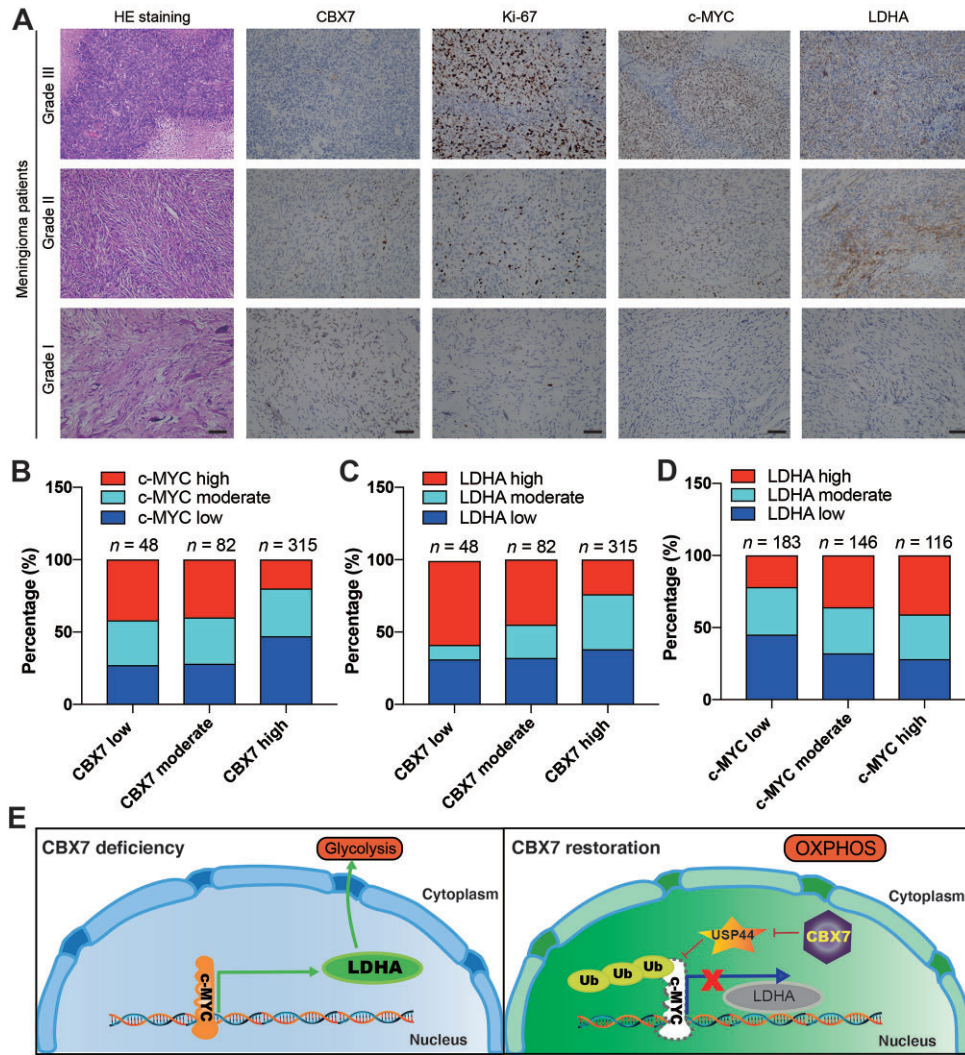 A
HE staining
CBX7
Ki-67
c-MYC
LDHA
Meningioma patients
Grade III
Grade II
Grade I
B
c-MYC high
c-MYC moderate
c-MYC low
Percentage (%)
150
100
50
0
n = 48
n = 82
n = 315
CBX7 low
CBX7 moderate
CBX7 high
C
LDHA high
LDHA moderate
LDHA low
Percentage (%)
150
100
50
0
n = 48
n = 82
n = 315
CBX7 low
CBX7 moderate
CBX7 high
D
LDHA high
LDHA moderate
LDHA low
Percentage (%)
150
100
50
0
n = 183
n = 146
n = 116
c-MYC low
c-MYC moderate
c-MYC high
E
CBX7 deficiency
Glycolysis
Cytoplasm
LDHA
c-MYC
Nucleus
CBX7 restoration
OXPHOS
Cytoplasm
USP44
CBX7
Ub
Ub
Ub
c-MYC
X
LDHA
Nucleus